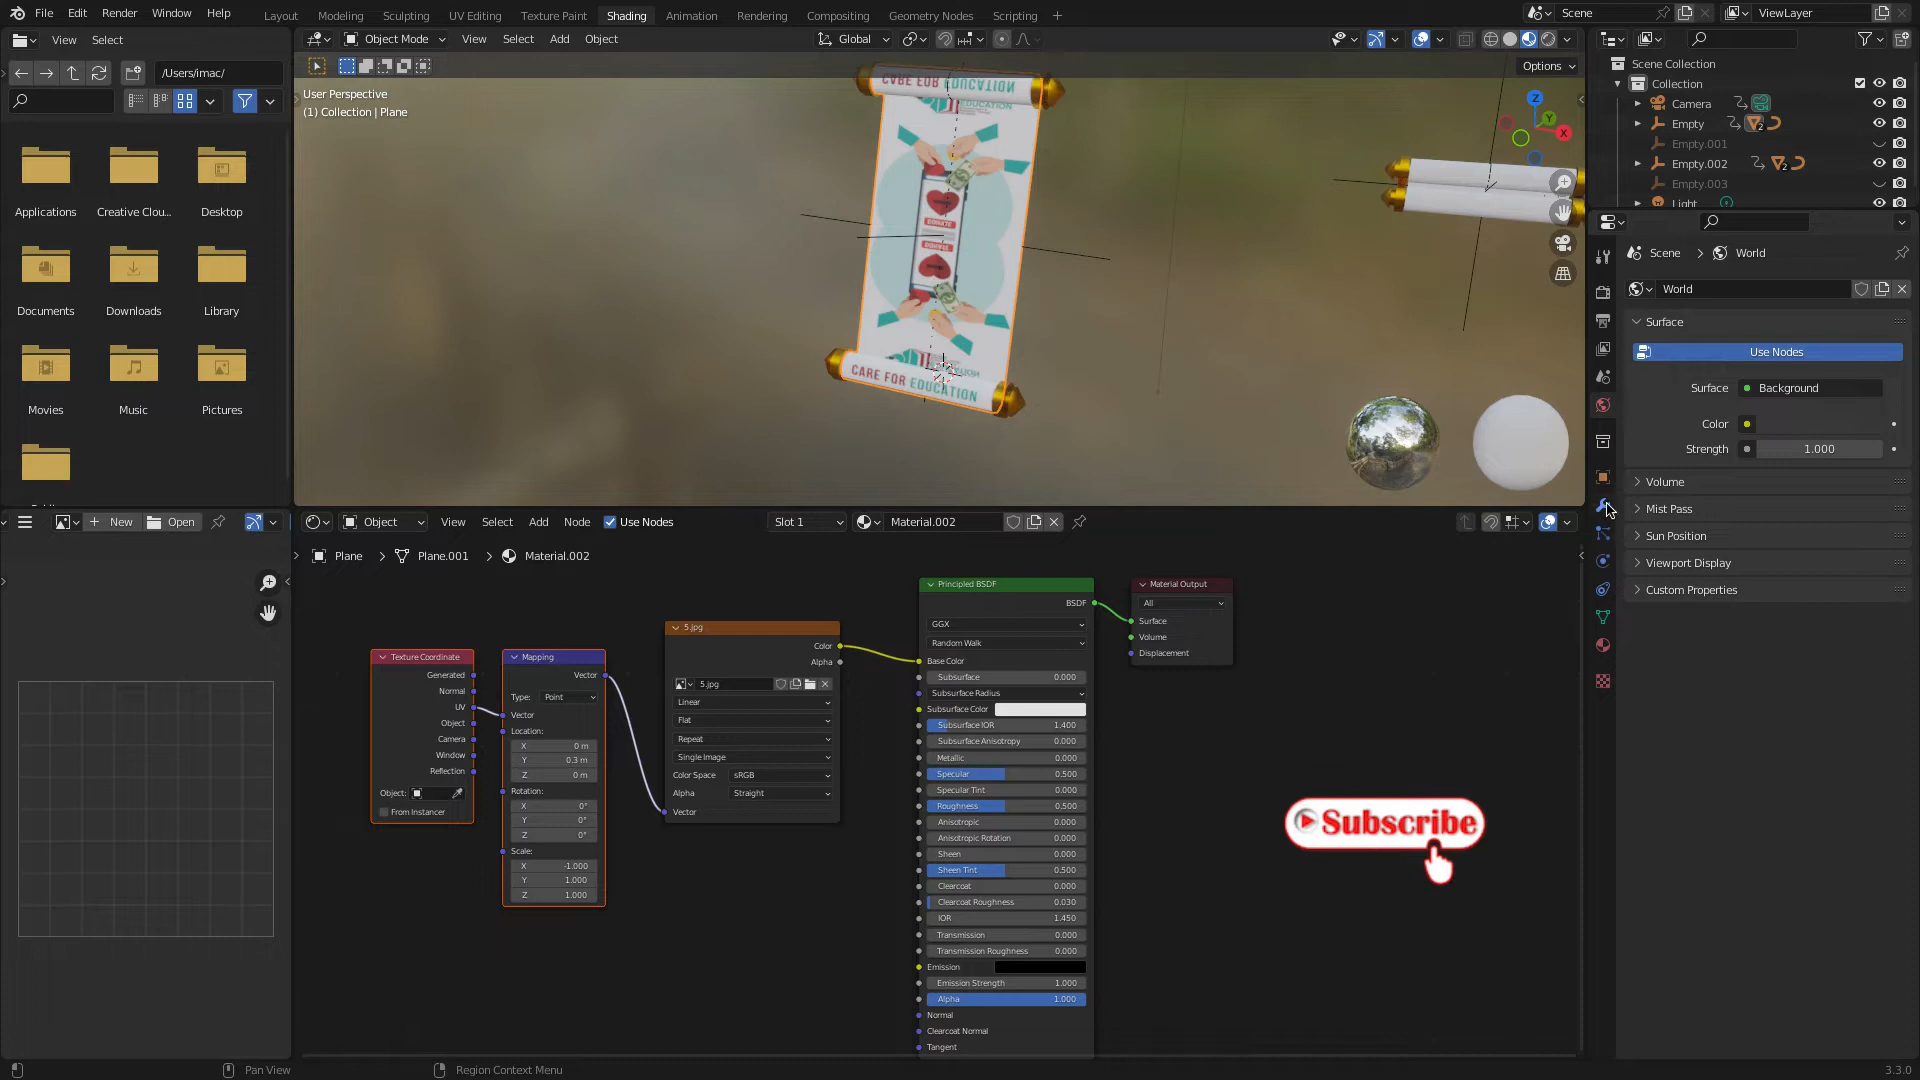 File Edit Render Window Help Layout Modeling Sculpting UV Editing Texture Paint Shading Animation Rendering Compositing Geometry Nodes Scripting + Scene ViewLayer
View Select
Object Mode View Select Add Object Global
/Users/imac/
Options
User Perspective
(1) Collection | Plane
Applications Creative Clou... Desktop
Documents Downloads Library
Movies Music Pictures
CARE FOR EDUCATION
EDUCATION
DONATE
DONATE
CARE FOR EDUCATION
Z
Y
X
Scene Collection
Collection
Camera
Empty 2
Empty.001
Empty.002 2
Empty.003
Light
Scene > World
World
Surface
Use Nodes
Surface Background
Color
Strength 1.000
Volume
Mist Pass
Sun Position
Viewport Display
Custom Properties
New Open
Object View Select Add Node Use Nodes Slot 1 Material.002
Plane > Plane.001 > Material.002
Texture Coordinate
Generated
Normal
UV
Object
Camera
Window
Reflection
Object:
From Instancer
Mapping
Vector
Type: Point
Vector
Location:
X 0 m
Y 0.3 m
Z 0 m
Rotation:
X 0°
Y 0°
Z 0°
Scale:
X -1.000
Y 1.000
Z 1.000
5.jpg
Color
Alpha
5.jpg
Linear
Flat
Repeat
Single Image
Color Space sRGB
Alpha Straight
Vector
Principled BSDF
BSDF
GGX
Random Walk
Base Color
Subsurface 0.000
Subsurface Radius
Subsurface Color
Subsurface IOR 1.400
Subsurface Anisotropy 0.000
Metallic 0.000
Specular 0.500
Specular Tint 0.000
Roughness 0.500
Anisotropic 0.000
Anisotropic Rotation 0.000
Sheen 0.000
Sheen Tint 0.500
Clearcoat 0.000
Clearcoat Roughness 0.030
IOR 1.450
Transmission 0.000
Transmission Roughness 0.000
Emission
Emission Strength 1.000
Alpha 1.000
Normal
Clearcoat Normal
Tangent
Material Output
All
Surface
Volume
Displacement
Subscribe
Pan View Region Context Menu 3.3.0